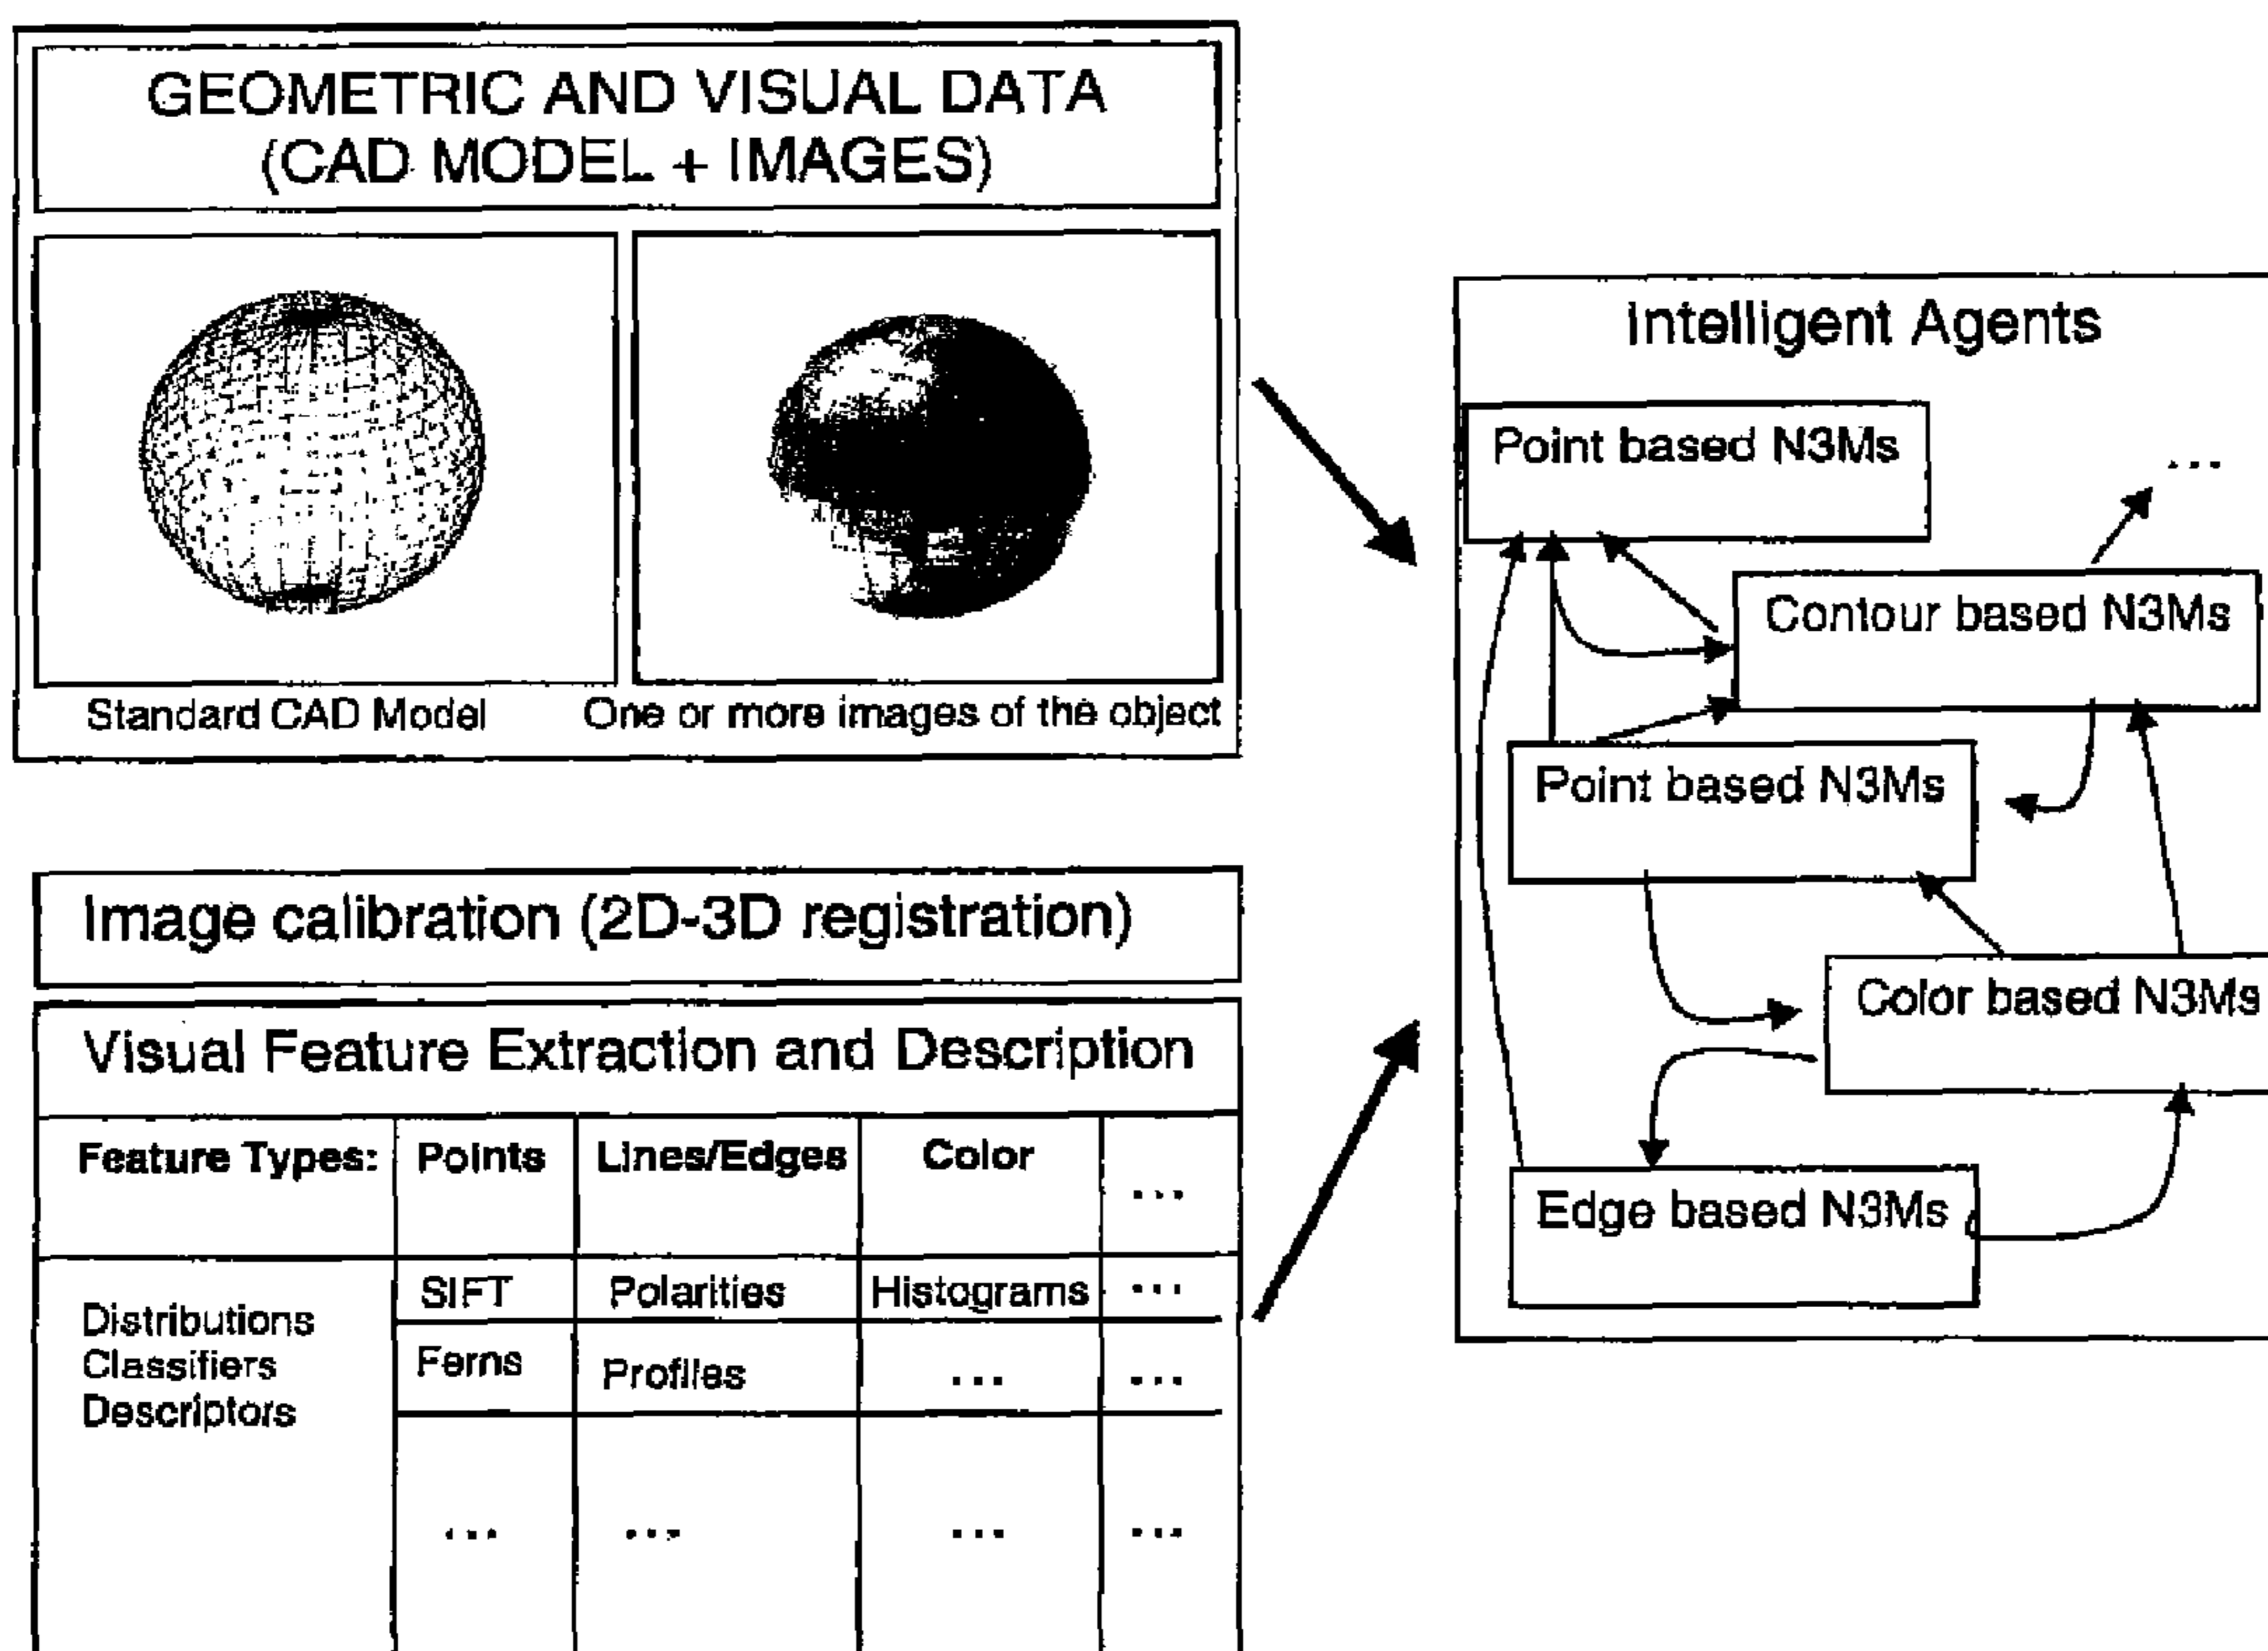 GEOMETRIC AND VISUAL DATA
(CAD MODEL + IMAGES)
Standard CAD Model
One or more images of the object
Image calibration (2D-3D registration)
Visual Feature Extraction and Description
Feature Types:
Points
Lines/Edges
Color
...
Distributions
Classifiers
Descriptors
SIFT
Polarities
Histograms
...
Ferns
Profiles
...
...
...
...
...
...
Intelligent Agents
Point based N3Ms
...
Contour based N3Ms
Point based N3Ms
Color based N3Ms
Edge based N3Ms